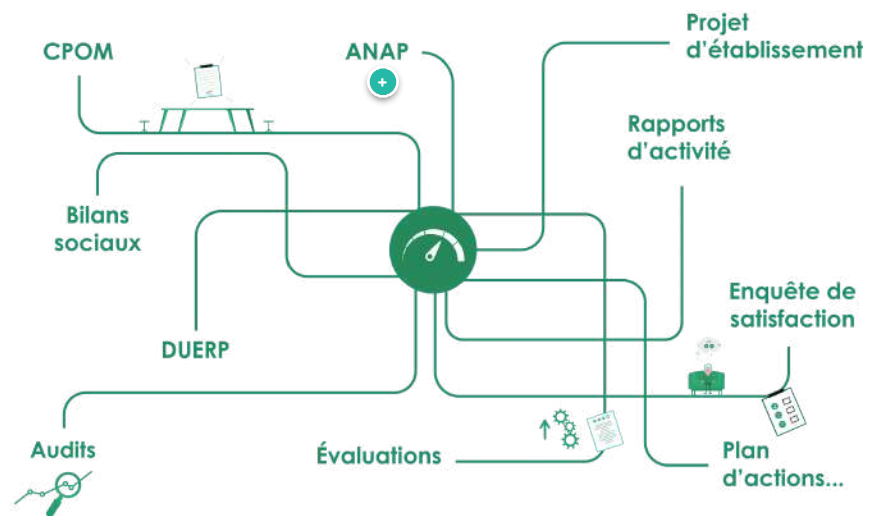 CPOM
ANAP
+
Projet
d'établissement
Rapports
d'activité
Bilans
sociaux
Enquête de
satisfaction
DUERP
Audits
Évaluations
Plan
d'actions...